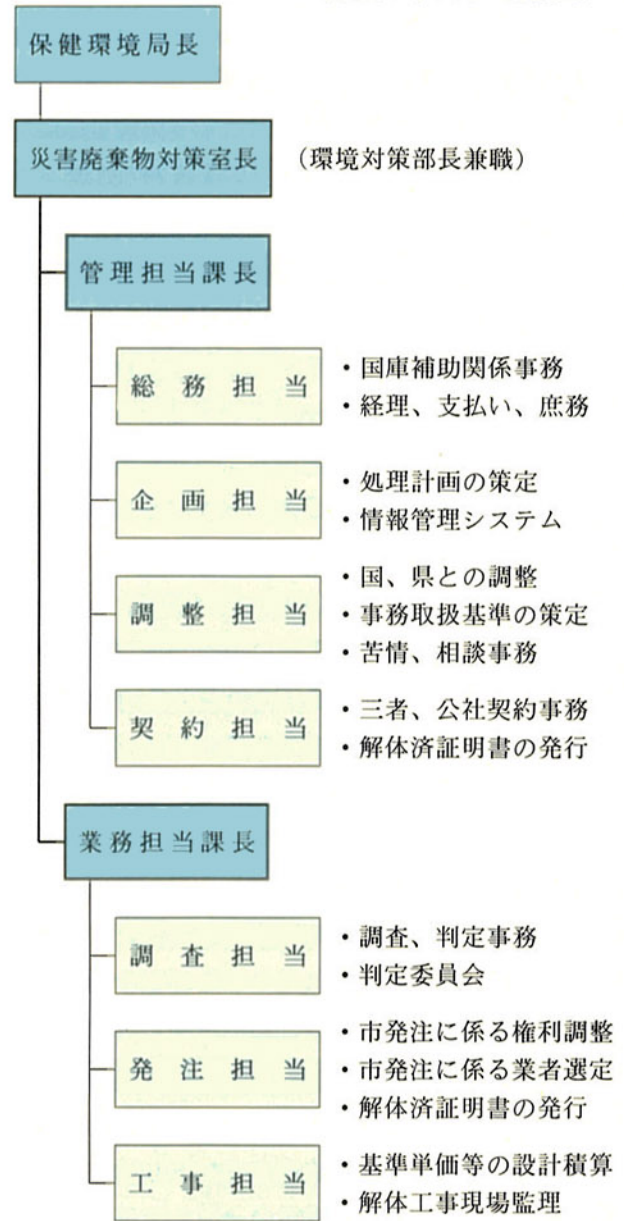 保健環境局長
災害廃棄物対策室長 (環境対策部長兼職)
管理担当課長
総務担当
・国庫補助関係事務
・経理、支払い、庶務
企画担当
・処理計画の策定
・情報管理システム
調整担当
・国、県との調整
・事務取扱基準の策定
・苦情、相談事務
契約担当
・三者、公社契約事務
・解体済証明書の発行
業務担当課長
調査担当
・調査、判定事務
・判定委員会
発注担当
・市発注に係る権利調整
・市発注に係る業者選定
・解体済証明書の発行
工事担当
・基準単価等の設計積算
・解体工事現場監理